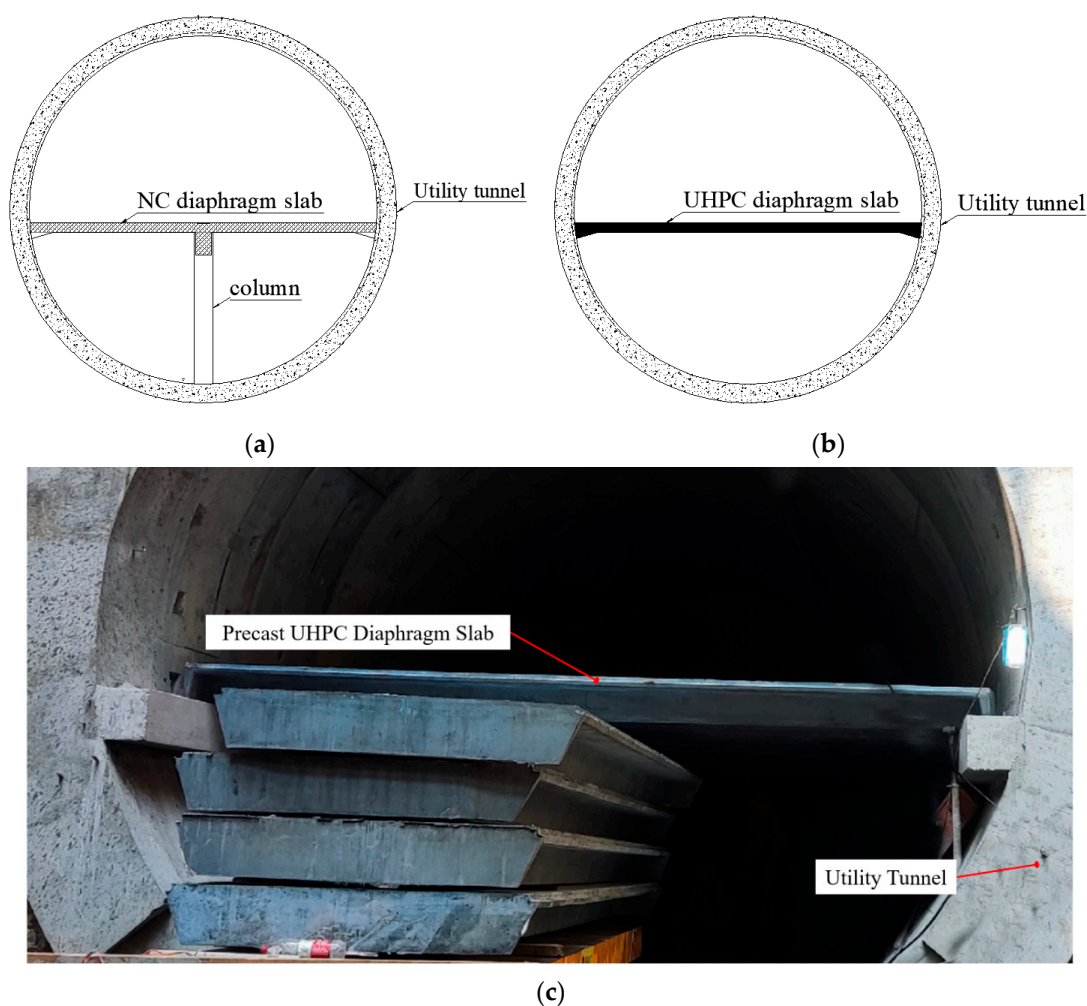 NC diaphragm slab
Utility tunnel
column
(a)
UHPC diaphragm slab
Utility tunnel
(b)
Precast UHPC Diaphragm Slab
Utility Tunnel
(c)